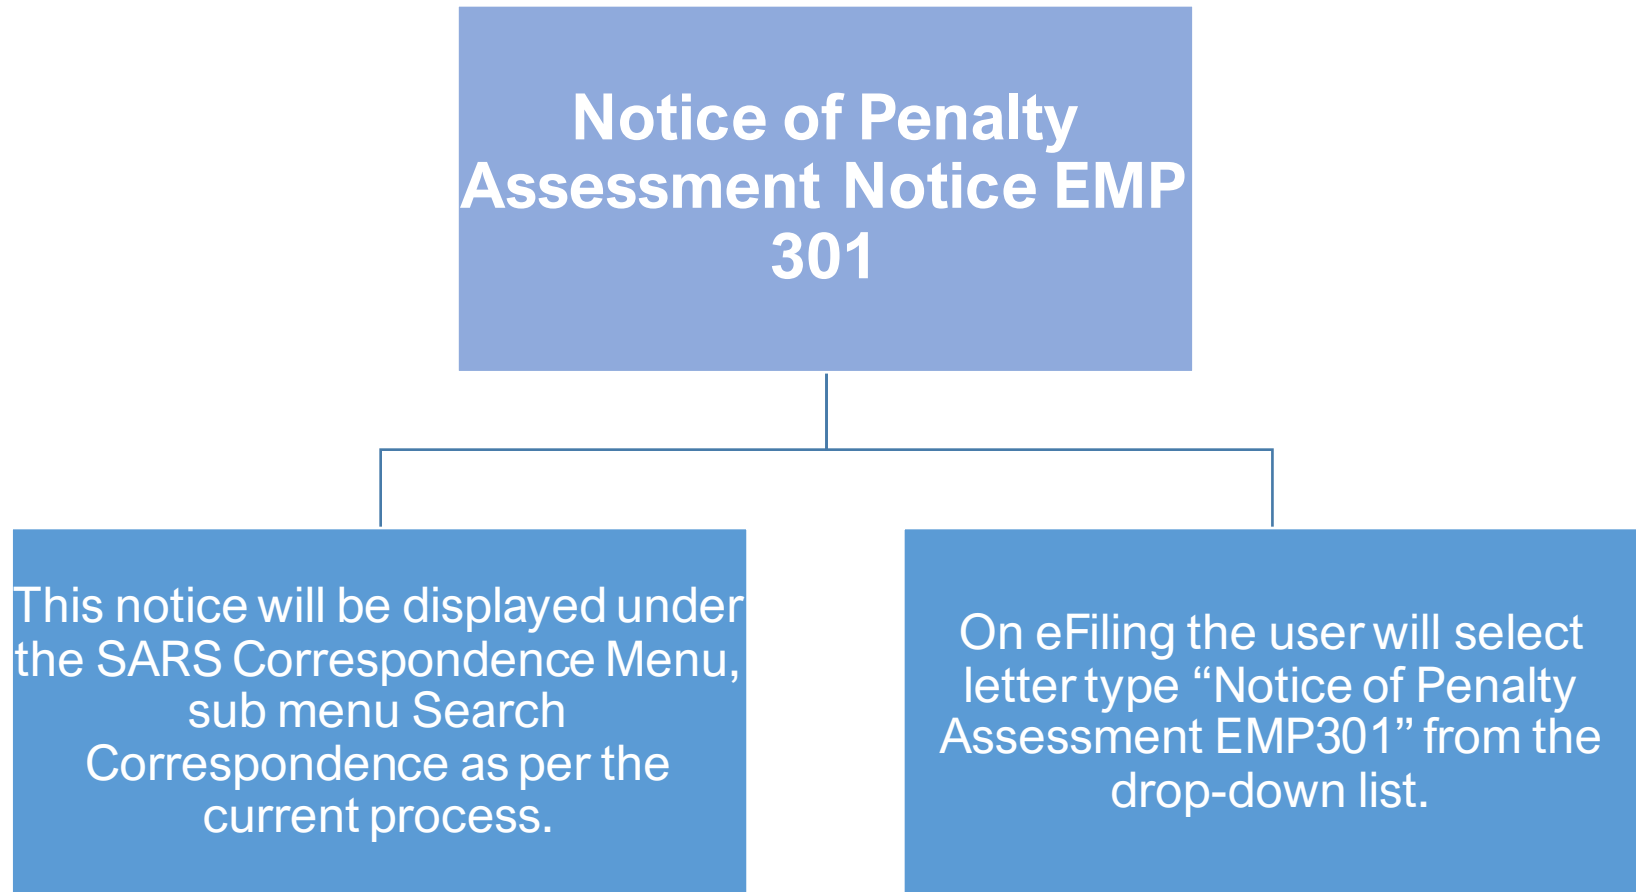 Notice of Penalty
Assessment Notice EMP
301
This notice will be displayed under
the SARS Correspondence Menu,
sub menu Search
Correspondence as per the
current process.
On eFiling the user will select
letter type “Notice of Penalty
Assessment EMP301” from the
drop-down list.